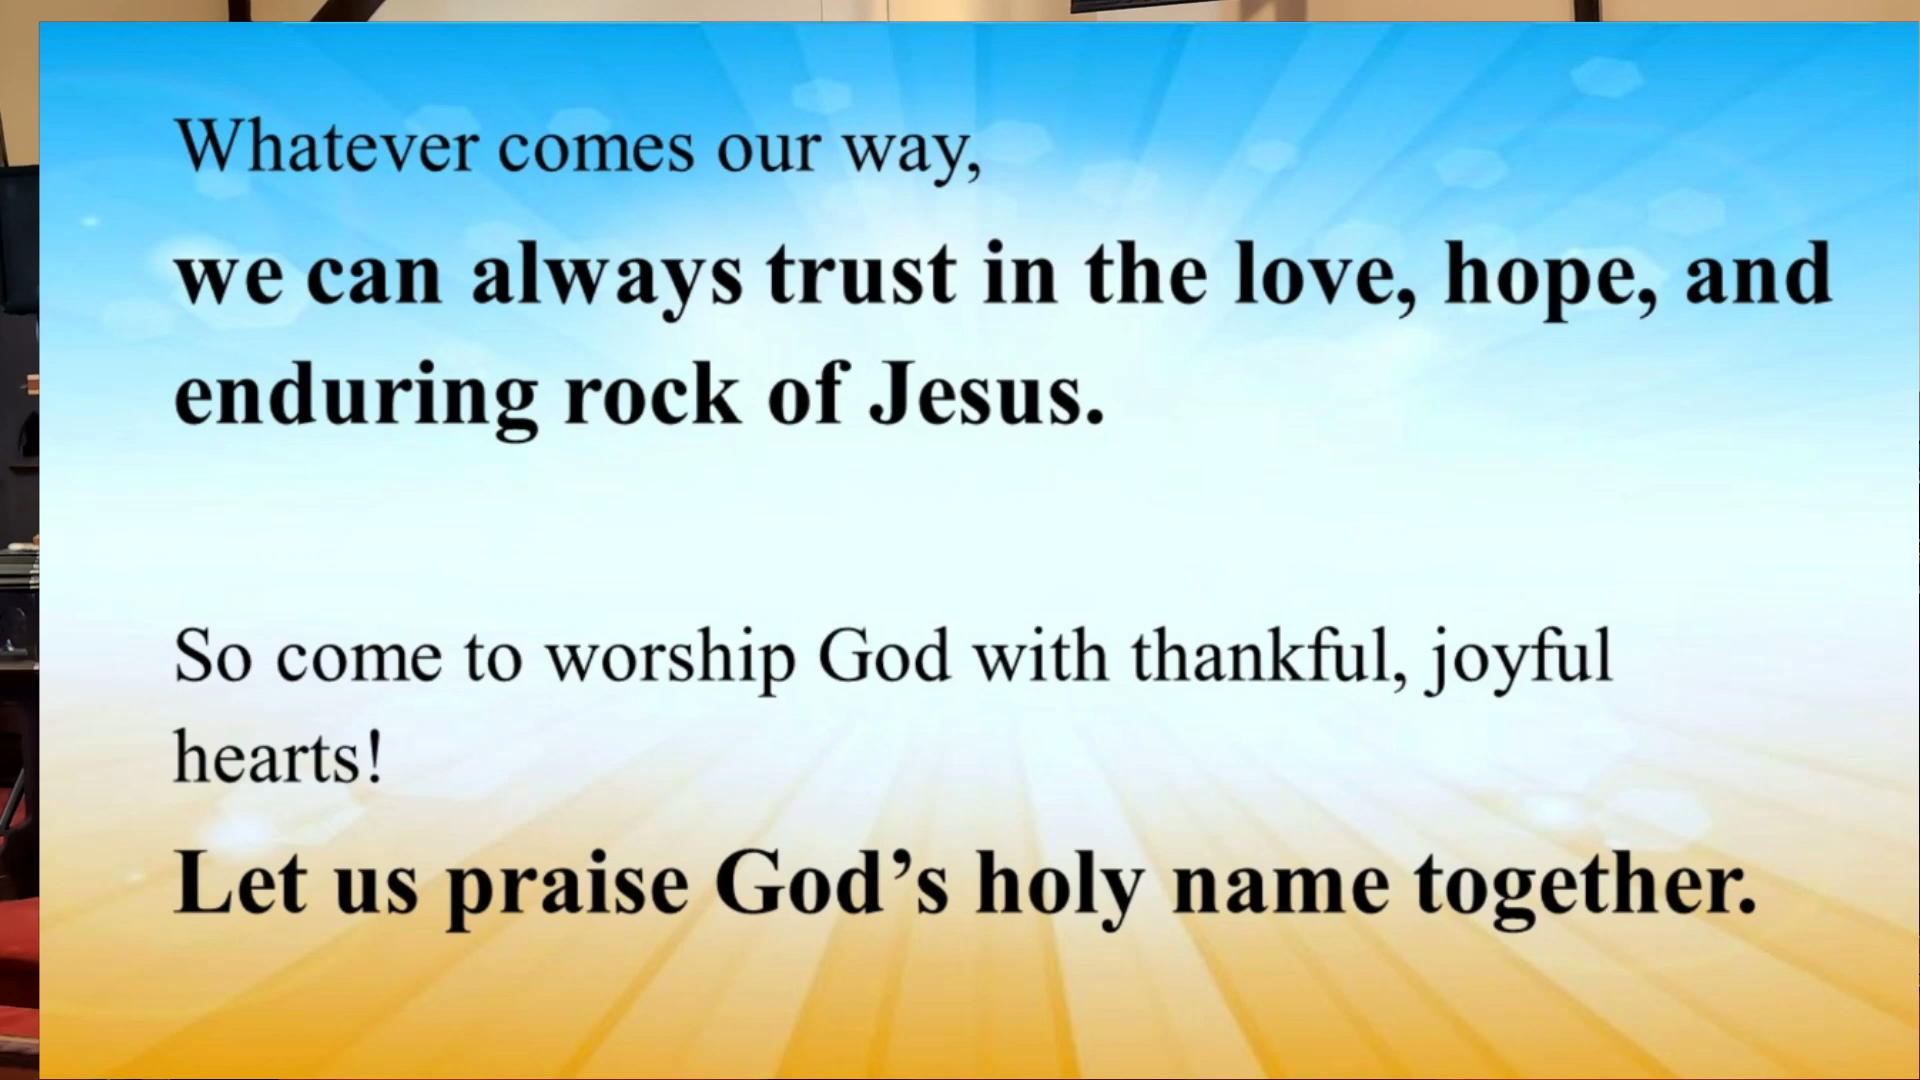 Whatever comes our way,
we can always trust in the love, hope, and
enduring rock of Jesus.
So come to worship God with thankful, joyful
hearts!
Let us praise God’s holy name together.